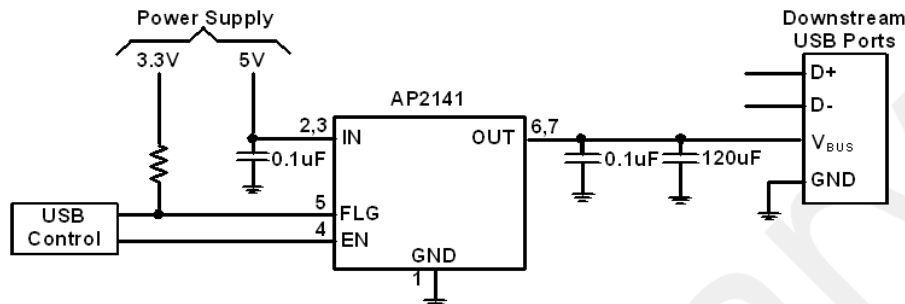 Power Supply
3.3V
5V
Downstream
USB Ports
D+
D-
AP2141
2,3
IN
OUT
6,7
0.1uF
0.1uF
120uF
VBUS
GND
USB
Control
5
FLG
4
EN
GND
1